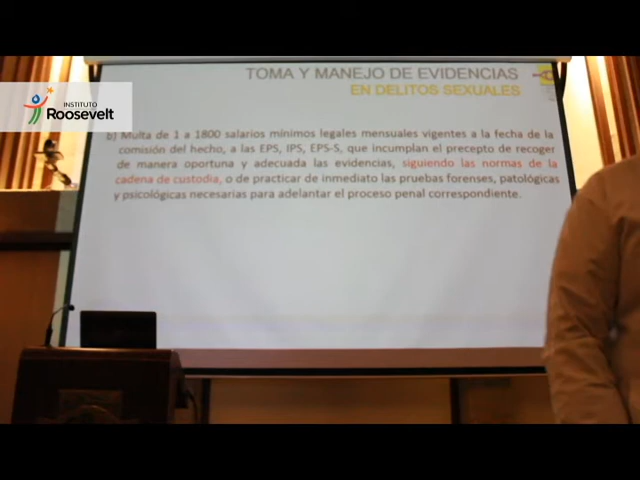 TOMA Y MANEJO DE EVIDENCIAS
EN DELITOS SEXUALES
INSTITUTO
Roosevelt
b) Multa de 1 a 1800 salarios mínimos legales mensuales vigentes a la fecha de la
comisión del hecho, a las EPS, IPS, EPS-S, que incumplan el precepto de recoger
de manera oportuna y adecuada las evidencias, siguiendo las normas de la
cadena de custodia, o de practicar de inmediato las pruebas forenses, patológicas
y psicológicas necesarias para adelantar el proceso penal correspondiente.